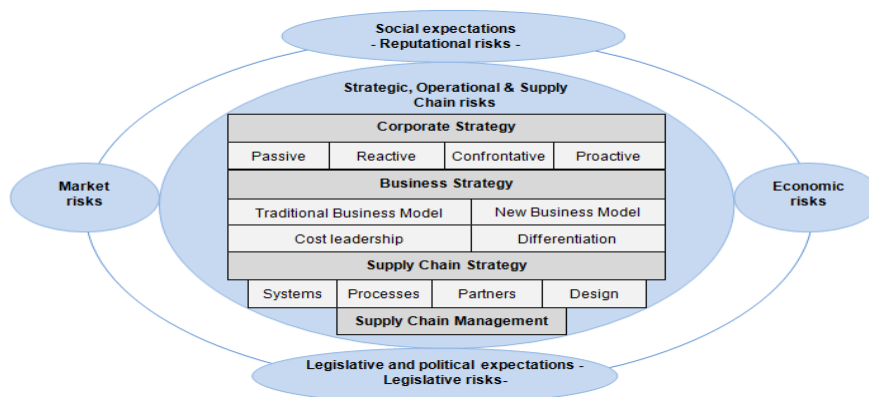 Social expectations
- Reputational risks -
Strategic, Operational & Supply
Chain risks
Corporate Strategy
Passive Reactive Confrontative Proactive
Market
risks
Business Strategy
Economic
risks
Traditional Business Model New Business Model
Cost leadership Differentiation
Supply Chain Strategy
Systems Processes Partners Design
Supply Chain Management
Legislative and political expectations -
Legislative risks-